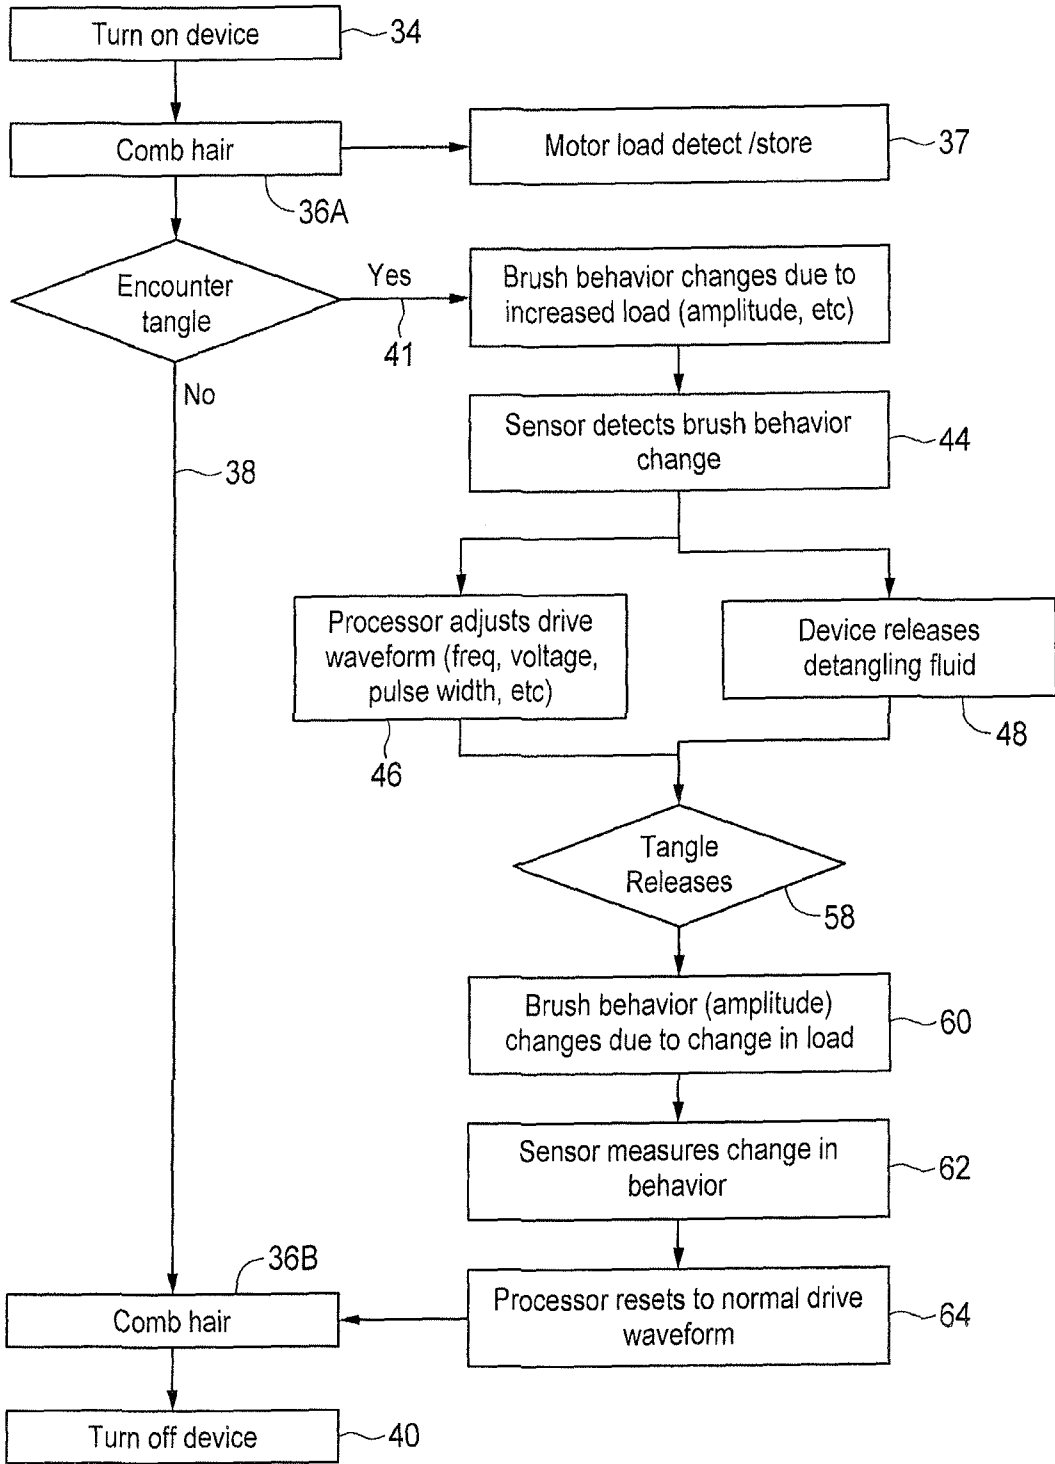 Turn on device
34
Comb hair
36A
Motor load detect /store
37
Encounter
tangle
Yes
41
Brush behavior changes due to
increased load (amplitude, etc)
No
38
Sensor detects brush behavior
change
44
Processor adjusts drive
waveform (freq, voltage,
pulse width, etc)
46
Device releases
detangling fluid
48
Tangle
Releases
58
Brush behavior (amplitude)
changes due to change in load
60
Sensor measures change in
behavior
62
Processor resets to normal drive
waveform
64
36B
Comb hair
Turn off device
40